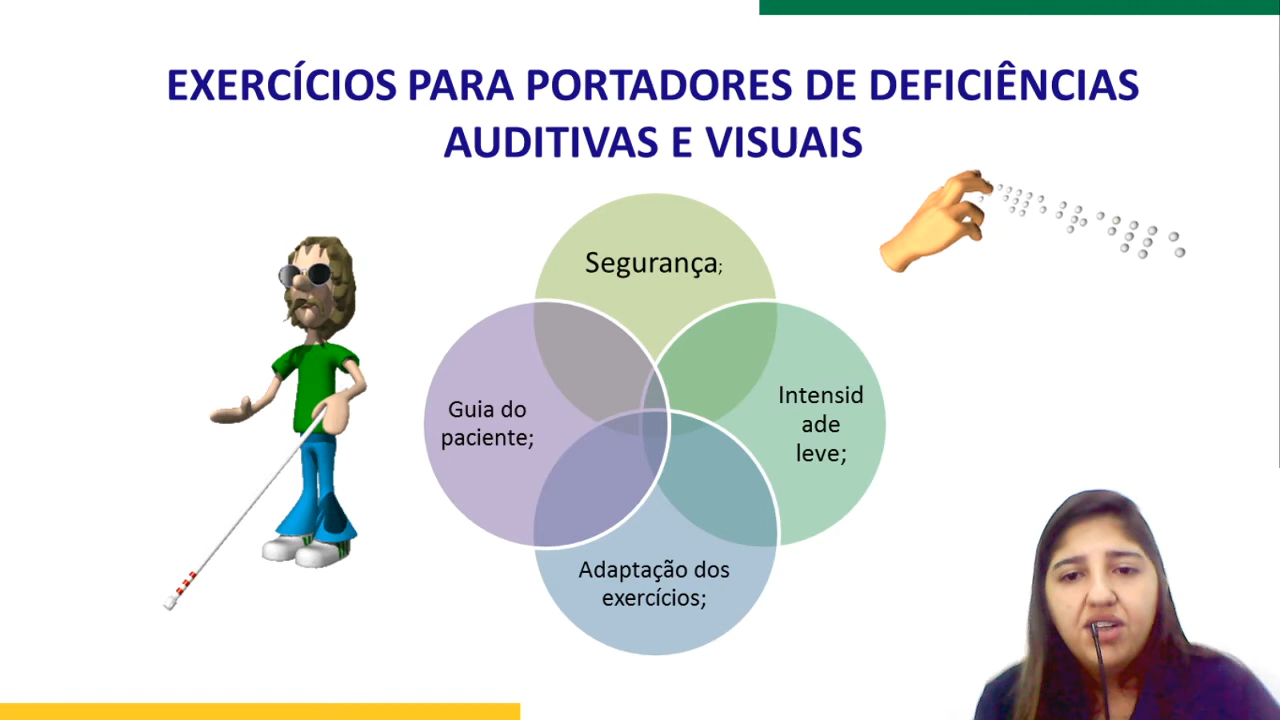 EXERCÍCIOS PARA PORTADORES DE DEFICIÊNCIAS
AUDITIVAS E VISUAIS
Segurança;
Guia do
paciente;
Intensid
ade
leve;
Adaptação dos
exercícios;